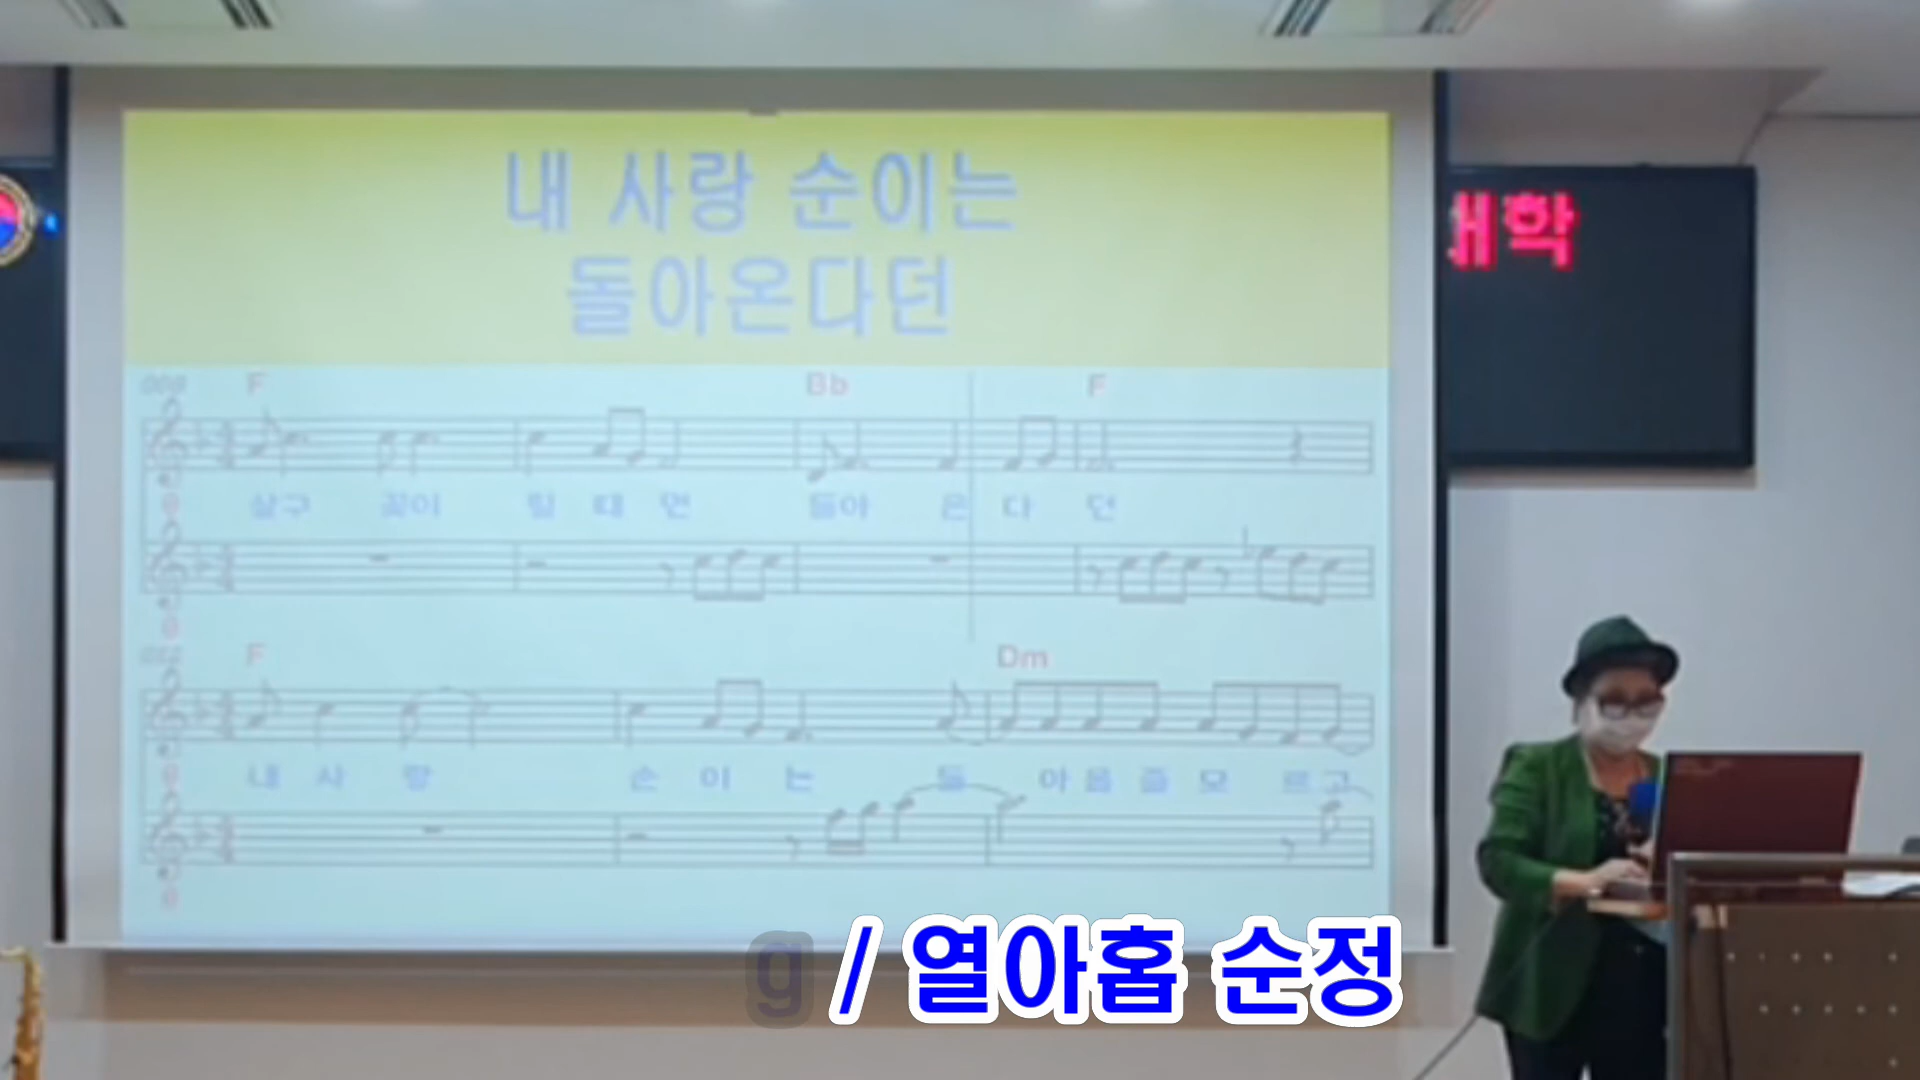 내 사랑 순이는
돌아온다던
대학
F Bb F
살구 꽃이 필 때 면 돌아 온 다 던
F Dm
내 사 랑 순 이 는 돌 아 올 줄 모 르 고
g / 열아홉 순정